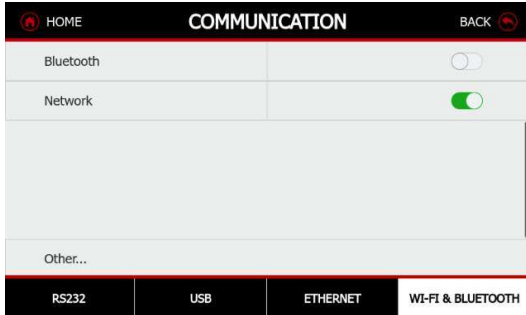 HOME
COMMUNICATION
BACK
Bluetooth
Network
Other...
RS232
USB
ETHERNET
WI-FI & BLUETOOTH